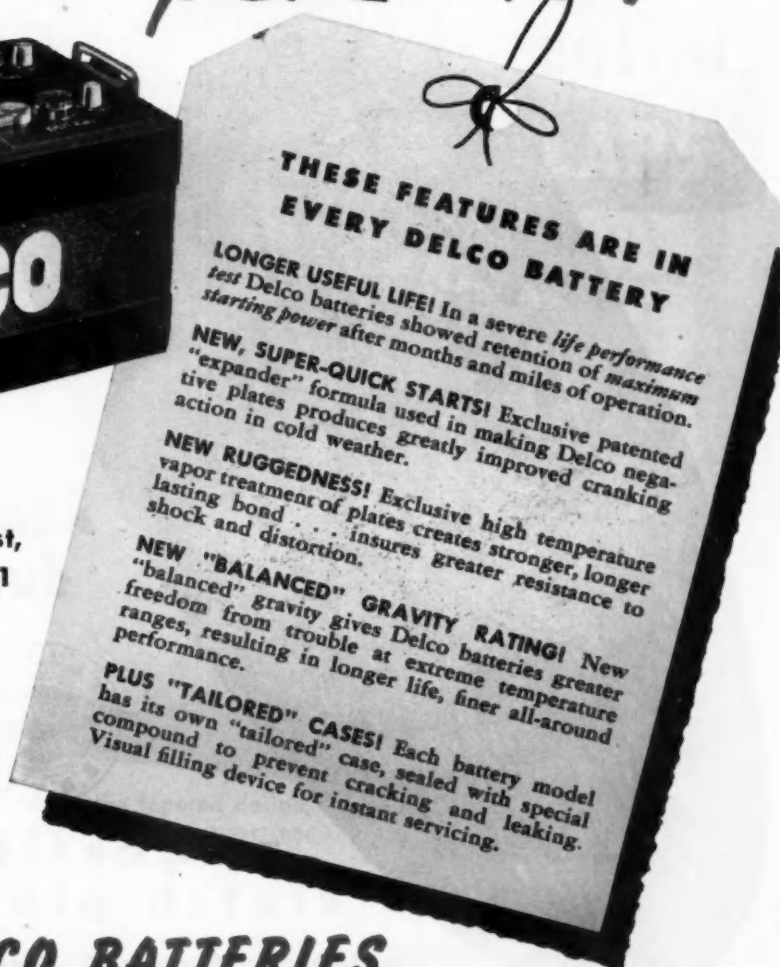 THESE FEATURES ARE IN
EVERY DELCO BATTERY
LONGER USEFUL LIFE! In a severe life performance
test Delco batteries showed retention of maximum
starting power after months and miles of operation.
NEW, SUPER-QUICK STARTS! Exclusive patented
"expander" formula used in making Delco nega-
tive plates produces greatly improved cranking
action in cold weather.
NEW RUGGEDNESS! Exclusive high temperature
vapor treatment of plates creates stronger, longer
lasting bond . . . insures greater resistance to
shock and distortion.
NEW "BALANCED" GRAVITY RATING! New
"balanced" gravity gives Delco batteries greater
freedom from trouble at extreme temperature
ranges, resulting in longer life, finer all-around
performance.
PLUS "TAILORED" CASES! Each battery model
has its own "tailored" case, sealed with special
compound to prevent cracking and leaking.
Visual filling device for instant servicing.
CO
st,
CO BATTERIES